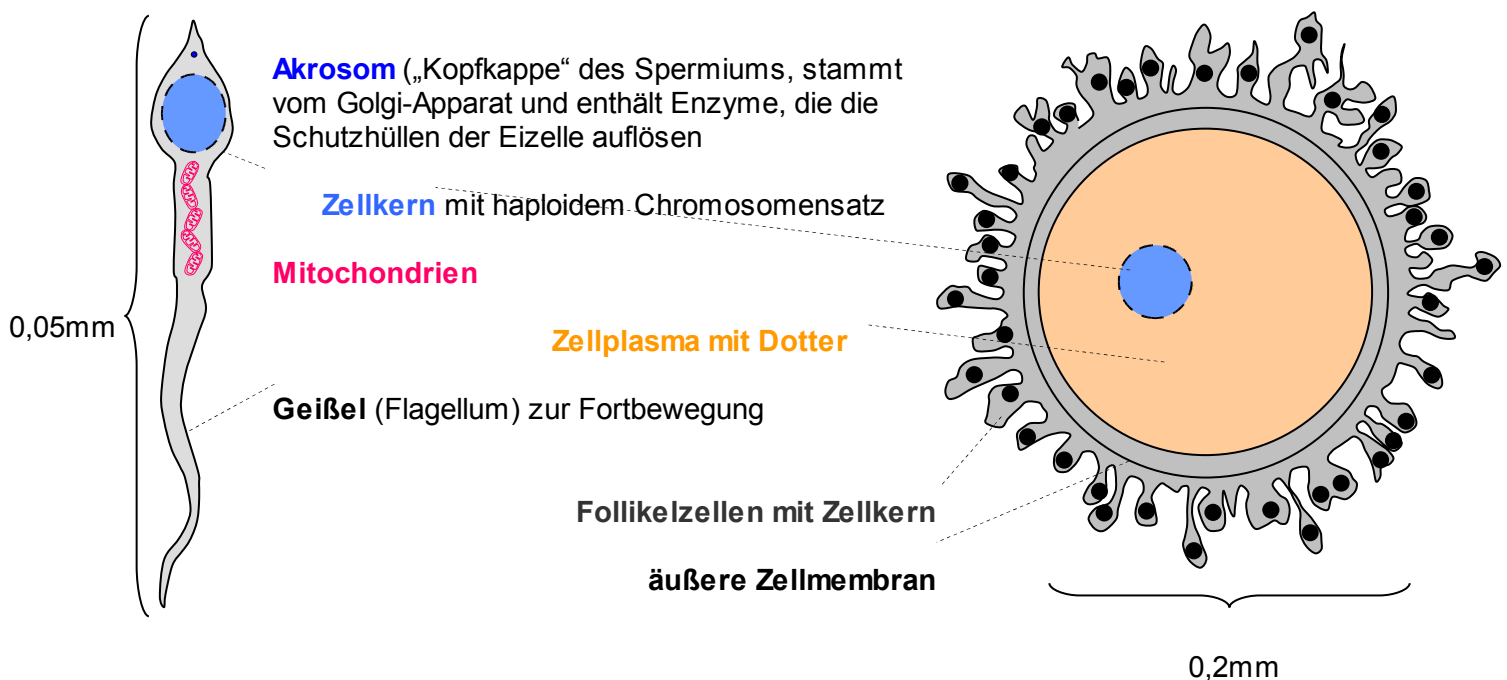 Akrosom („Kopfkappe“ des Spermiums, stammt
vom Golgi-Apparat und enthält Enzyme, die die
Schutzhüllen der Eizelle auflösen
Zellkern mit haploidem Chromosomensatz
Mitochondrien
0,05mm
Zellplasma mit Dotter
Geißel (Flagellum) zur Fortbewegung
Follikelzellen mit Zellkern
äußere Zellmembran
0,2mm